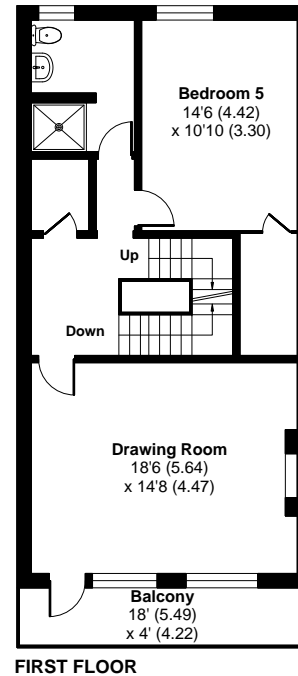 Bedroom 5
14'6 (4.42)
x 10'10 (3.30)
Up
Down
Drawing Room
18'6 (5.64)
x 14'8 (4.47)
Balcony
18' (5.49)
x 4' (4.22)
FIRST FLOOR